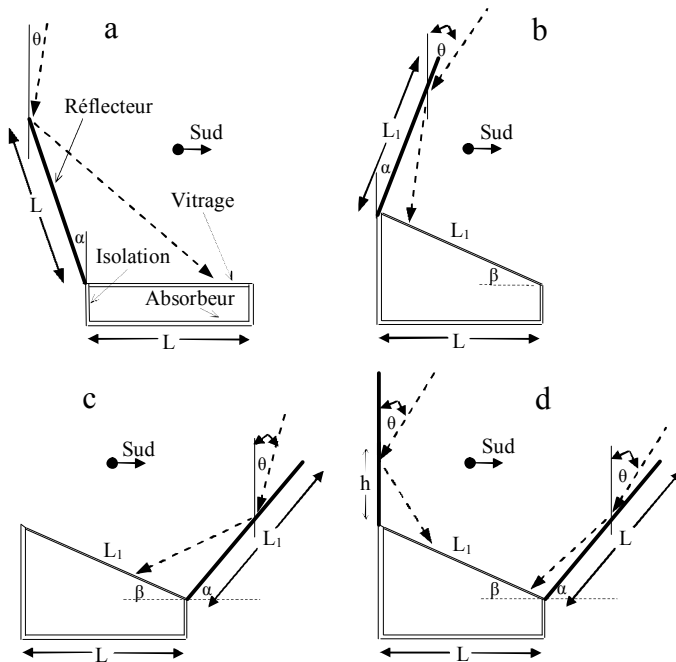 a
θ
Réflecteur
Sud
L
Vitrage
α
Isolation
Absorbeur
L
b
θ
L₁
Sud
α
L₁
β
L
c
Sud
θ
L₁
L₁
β
α
L
d
θ
Sud
θ
h
L₁
L
β
α
L